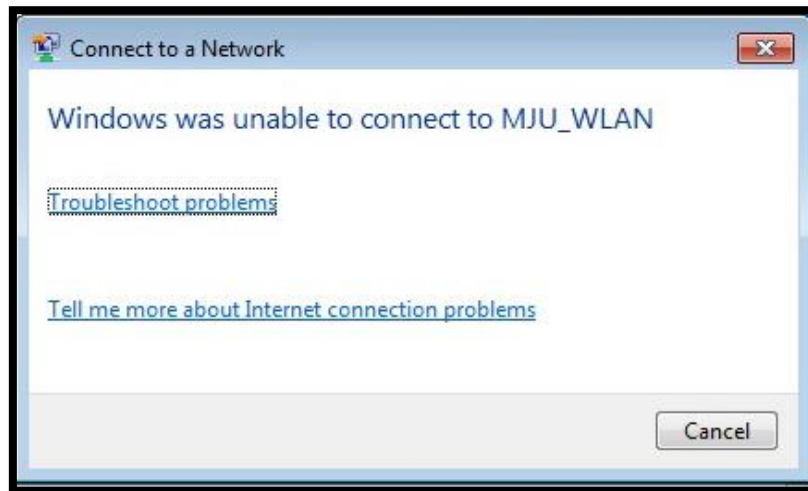 Connect to a Network
Windows was unable to connect to MJU_WLAN
Troubleshoot problems
Tell me more about Internet connection problems
Cancel